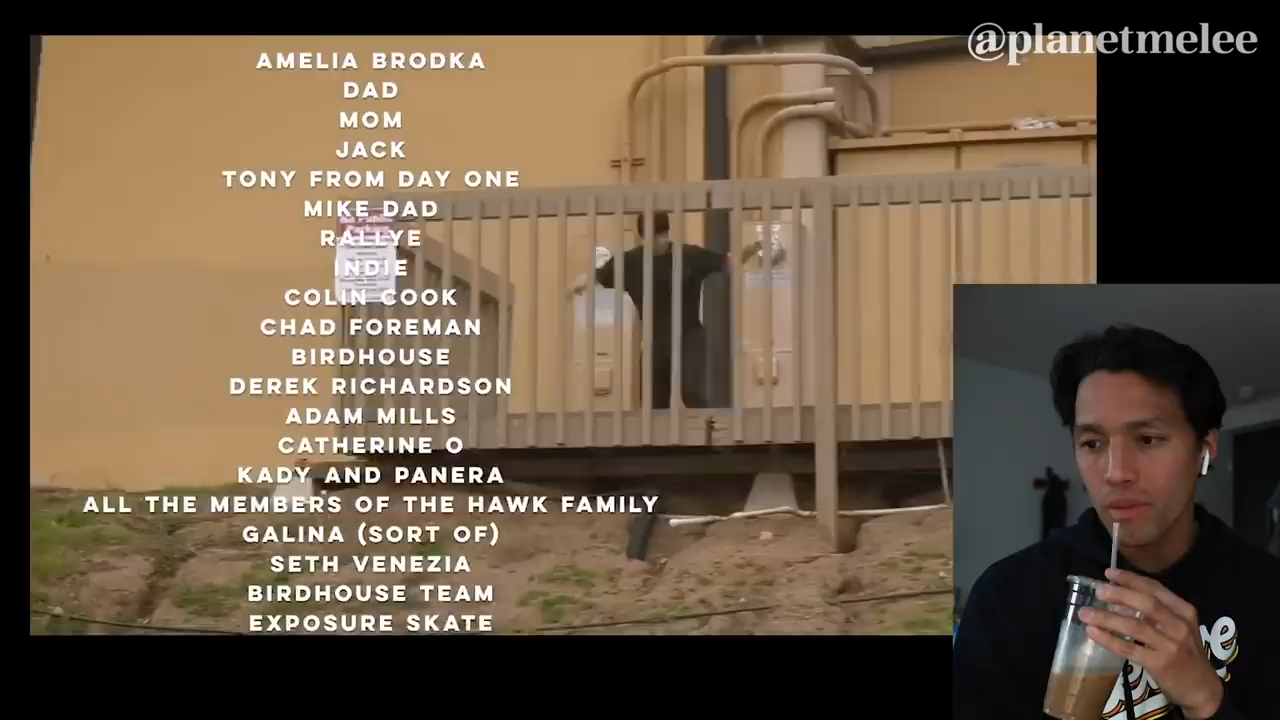 @planetmelee
AMELIA BRODKA
DAD
MOM
JACK
TONY FROM DAY ONE
MIKE DAD
RALLYE
INDIE
COLIN COOK
CHAD FOREMAN
BIRDHOUSE
DEREK RICHARDSON
ADAM MILLS
CATHERINE O
KADY AND PANERA
ALL THE MEMBERS OF THE HAWK FAMILY
GALINA (SORT OF)
SETH VENEZIA
BIRDHOUSE TEAM
EXPOSURE SKATE